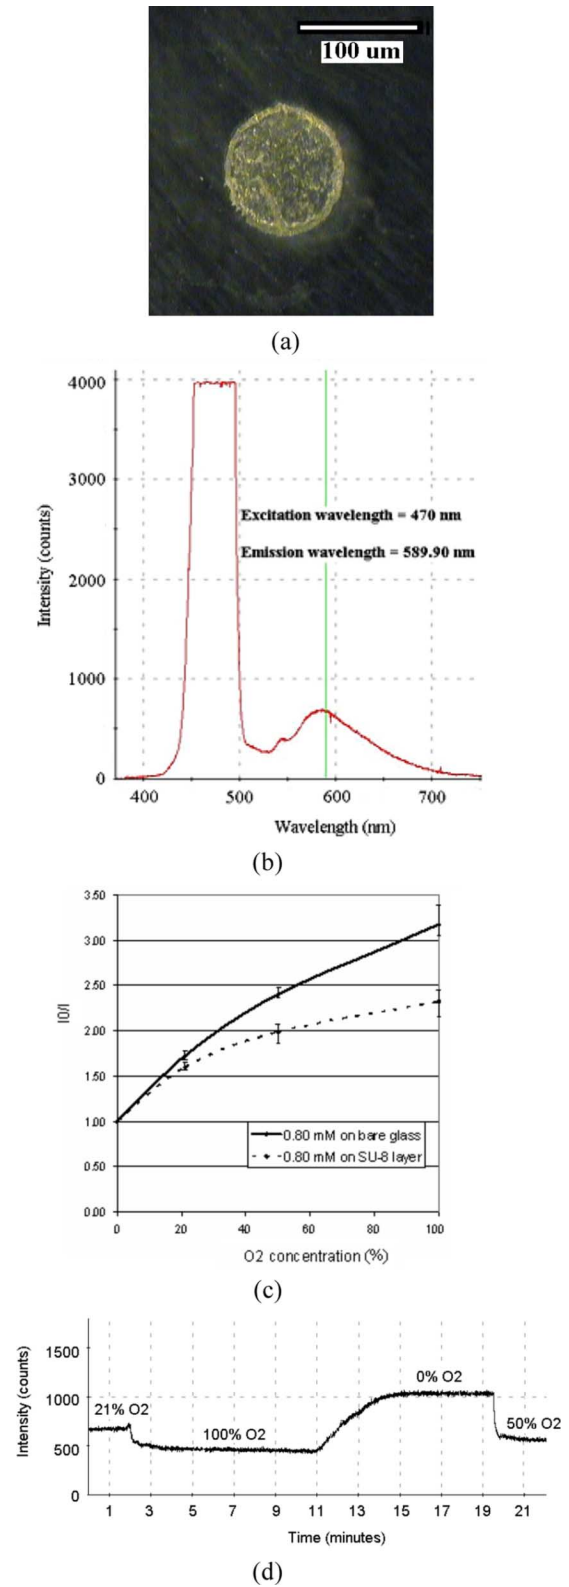 100 um
(a)
4000
3000
2000
1000
0
Intensity (counts)
Excitation wavelength = 470 nm
Emission wavelength = 589.90 nm
400
500
600
700
Wavelength (nm)
(b)
3.50
3.00
2.50
2.00
1.50
1.00
0.50
0.00
I0/I
0.80 mM on bare glass
0.80 mM on SU-8 layer
0
20
40
60
80
100
O2 concentration (%)
(c)
1500
1000
500
0
Intensity (counts)
21% O2
100% O2
0% O2
50% O2
1
3
5
7
9
11
13
15
17
19
21
Time (minutes)
(d)